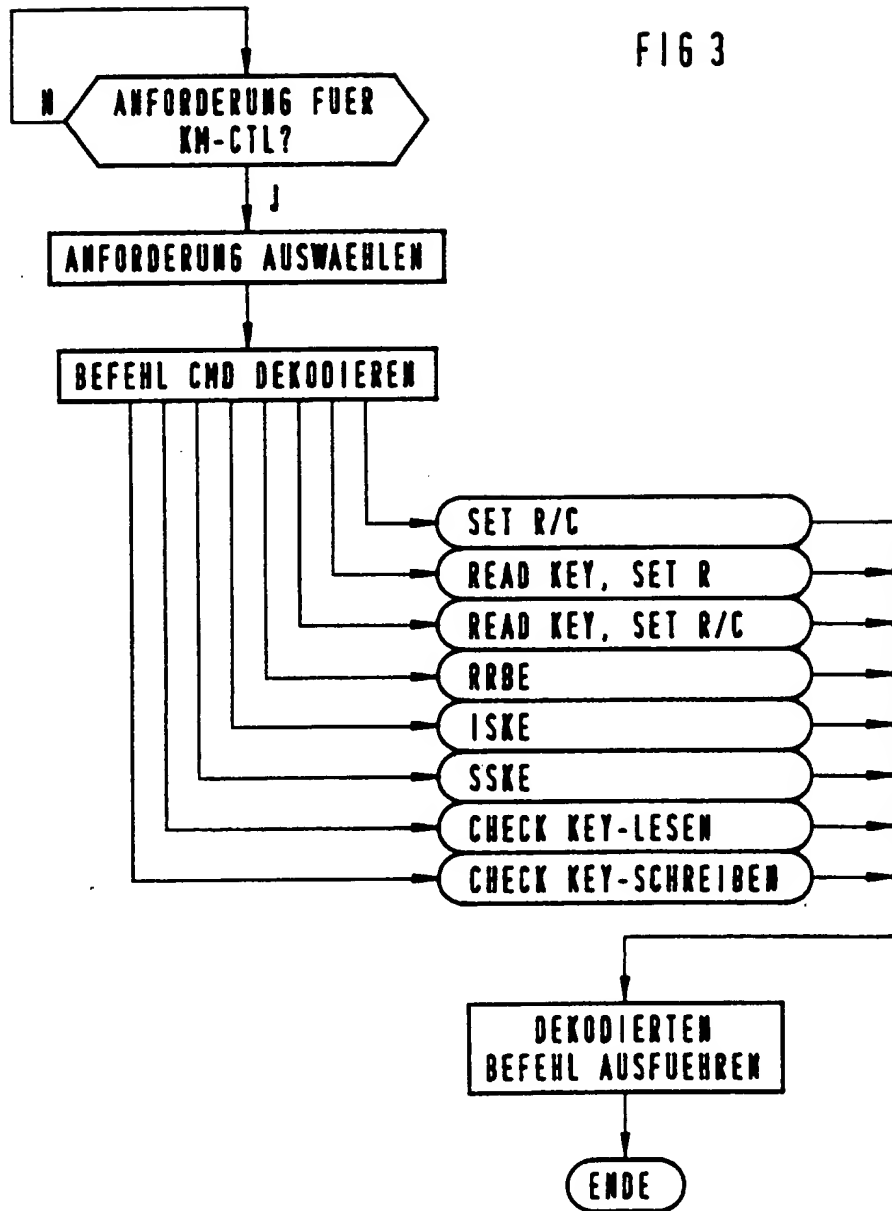 FIG 3
N
ANFORDERUNG FUER
KM-CTL?
J
ANFORDERUNG AUSWAEHLEN
BEFEHL CMD DEKODIEREN
SET R/C
READ KEY, SET R
READ KEY, SET R/C
RRBE
ISKE
SSKE
CHECK KEY-LESEN
CHECK KEY-SCHREIBEN
DEKODIERTEN
BEFEHL AUSFUEHREN
ENDE